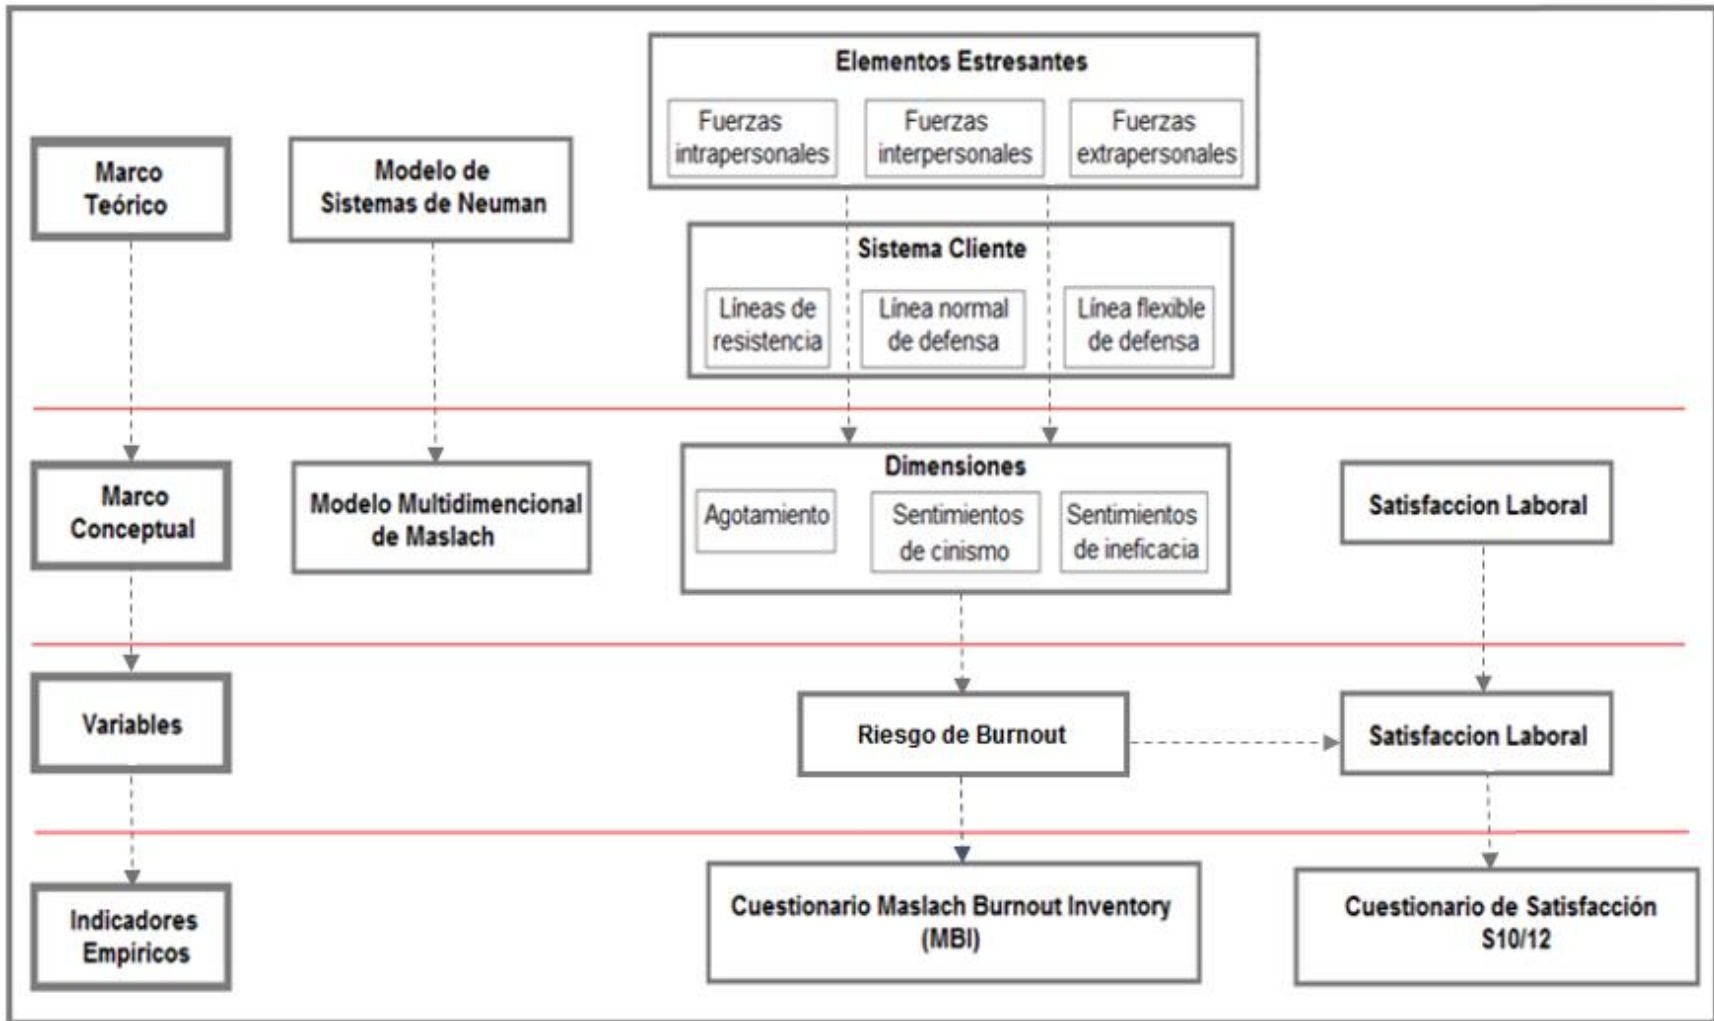 Elementos Estresantes
Fuerzas
intrapersonales
Fuerzas
interpersonales
Fuerzas
extrapersonales
Marco
Teórico
Modelo de
Sistemas de Neuman
Sistema Cliente
Líneas de
resistencia
Línea normal
de defensa
Línea flexible
de defensa
Marco
Conceptual
Modelo Multidimencional
de Maslach
Dimensiones
Agotamiento
Sentimientos
de cinismo
Sentimientos
de ineficacia
Satisfaccion Laboral
Variables
Riesgo de Burnout
Satisfaccion Laboral
Indicadores
Empíricos
Cuestionario Maslach Burnout Inventory
(MBI)
Cuestionario de Satisfacción
S10/12